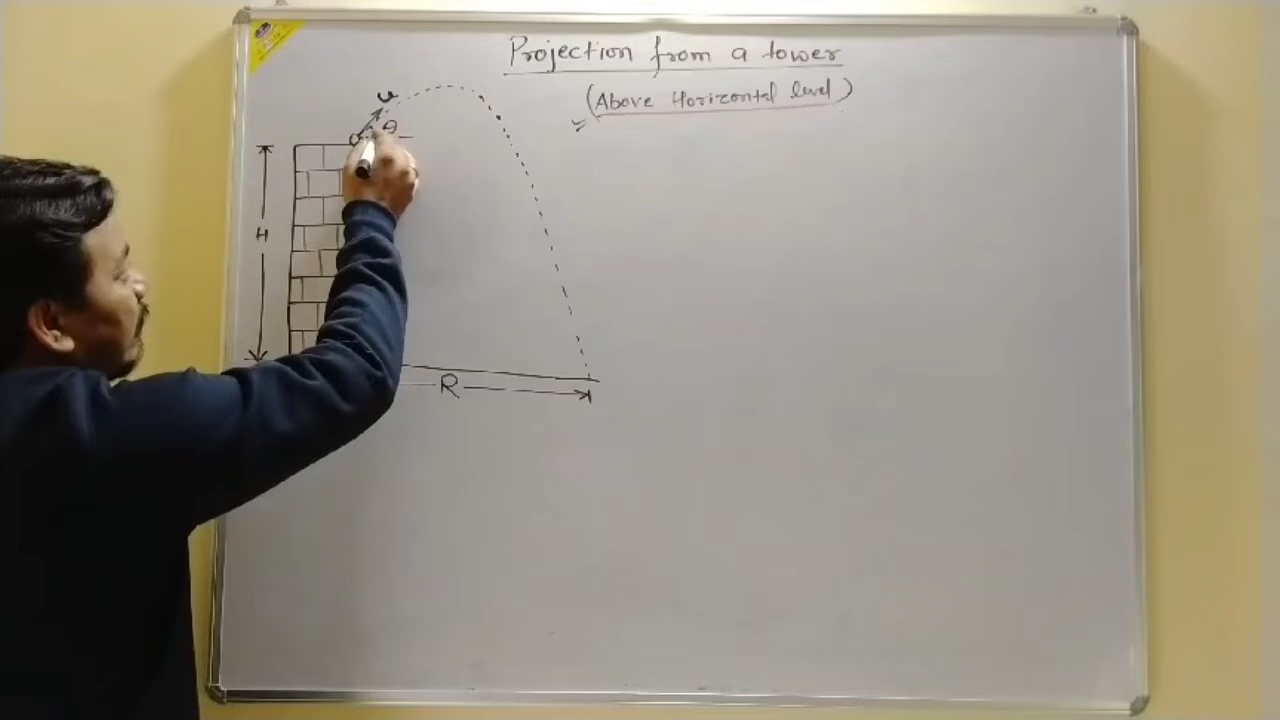 Projection from a tower
(Above Horizontal level)
u
θ
H
R